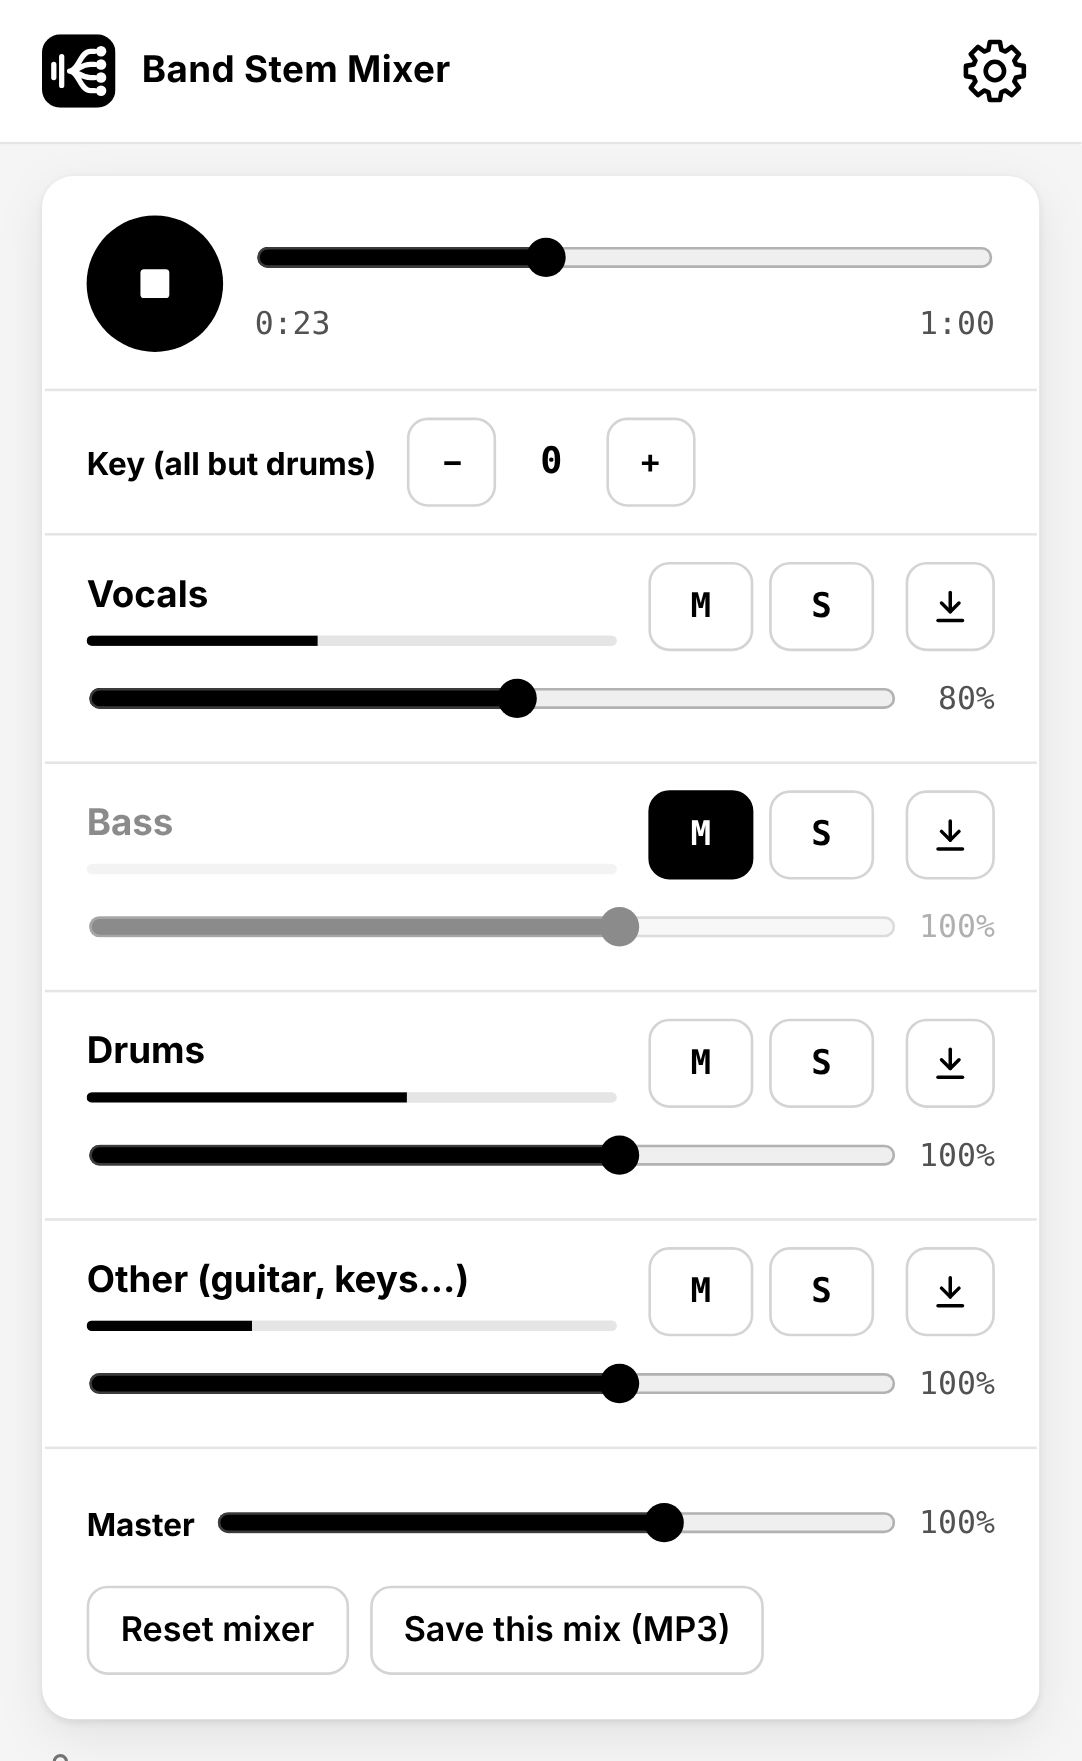 Band Stem Mixer
0:23 1:00
Key (all but drums) − 0 +
Vocals M S
80%
Bass M S
100%
Drums M S
100%
Other (guitar, keys...) M S
100%
Master 100%
Reset mixer Save this mix (MP3)